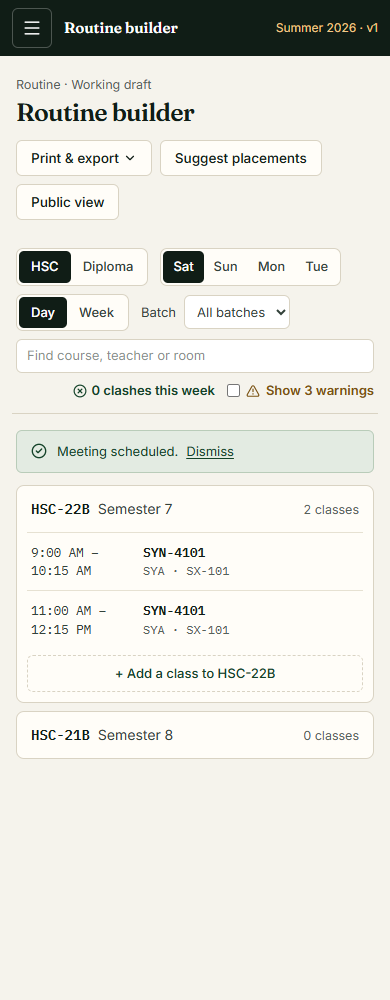 Routine builder
Summer 2026 · v1
Routine · Working draft
Routine builder
Print & export
Suggest placements
Public view
HSC Diploma
Sat Sun Mon Tue
Day Week
Batch All batches
Find course, teacher or room
0 clashes this week
Show 3 warnings
Meeting scheduled. Dismiss
HSC-22B Semester 7
2 classes
9:00 AM –
10:15 AM
SYN-4101
SYA · SX-101
11:00 AM –
12:15 PM
SYN-4101
SYA · SX-101
+ Add a class to HSC-22B
HSC-21B Semester 8
0 classes